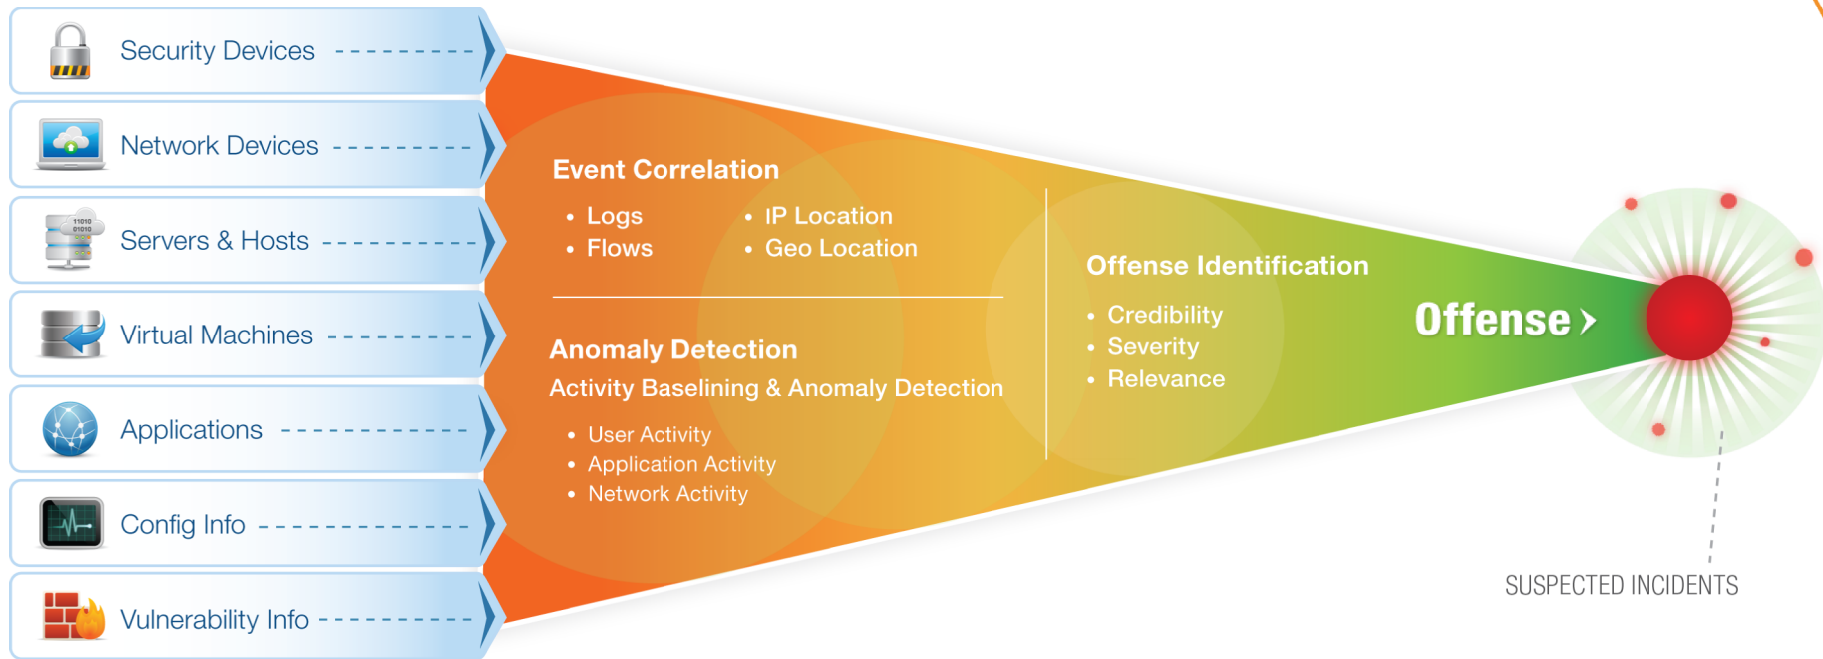 Security Devices
Network Devices
11010
01010
Servers & Hosts
Virtual Machines
Applications
Config Info
Vulnerability Info
Event Correlation
• Logs
• Flows
• IP Location
• Geo Location
Anomaly Detection
Activity Baselining & Anomaly Detection
• User Activity
• Application Activity
• Network Activity
Offense Identification
• Credibility
• Severity
• Relevance
Offense >
SUSPECTED INCIDENTS